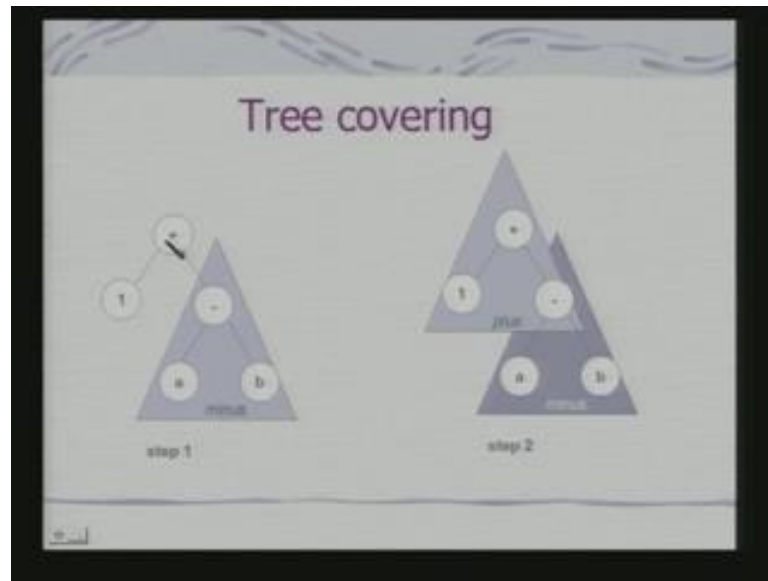 Tree covering
+
1
-
a
b
minus
step 1
+
1
-
plus
a
b
minus
step 2